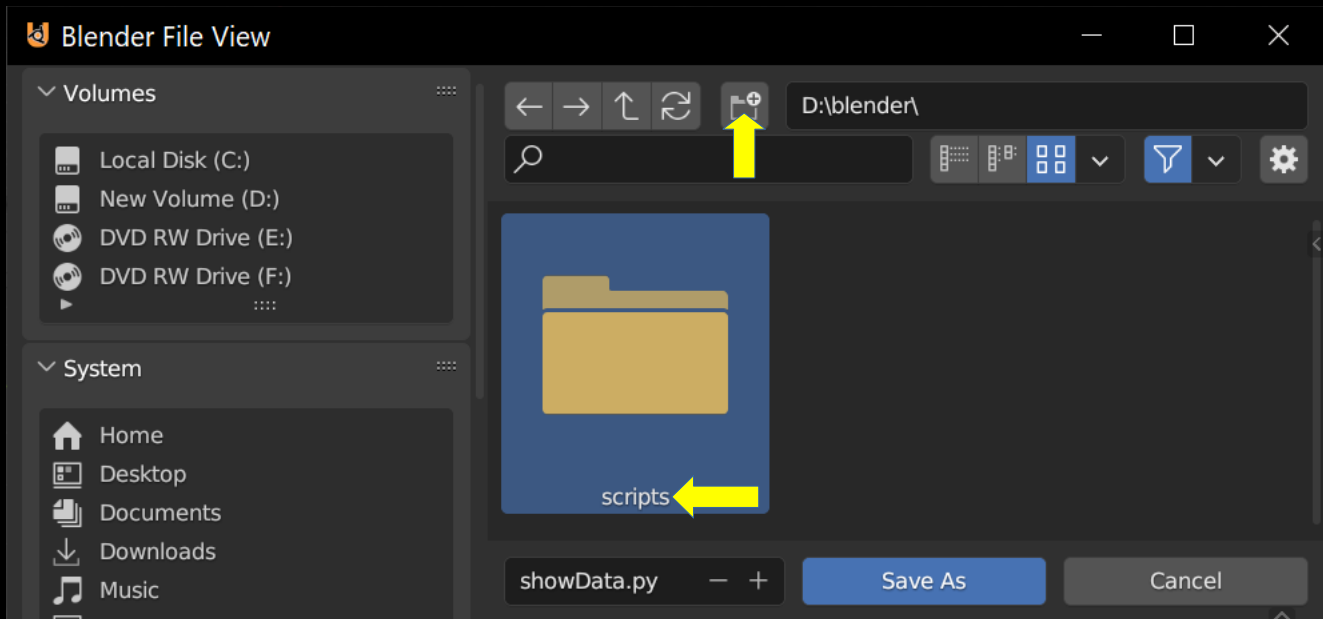 Blender File View
Volumes
Local Disk (C:)
New Volume (D:)
DVD RW Drive (E:)
DVD RW Drive (F:)
System
Home
Desktop
Documents
Downloads
Music
D:\blender\
scripts
showData.py
Save As
Cancel